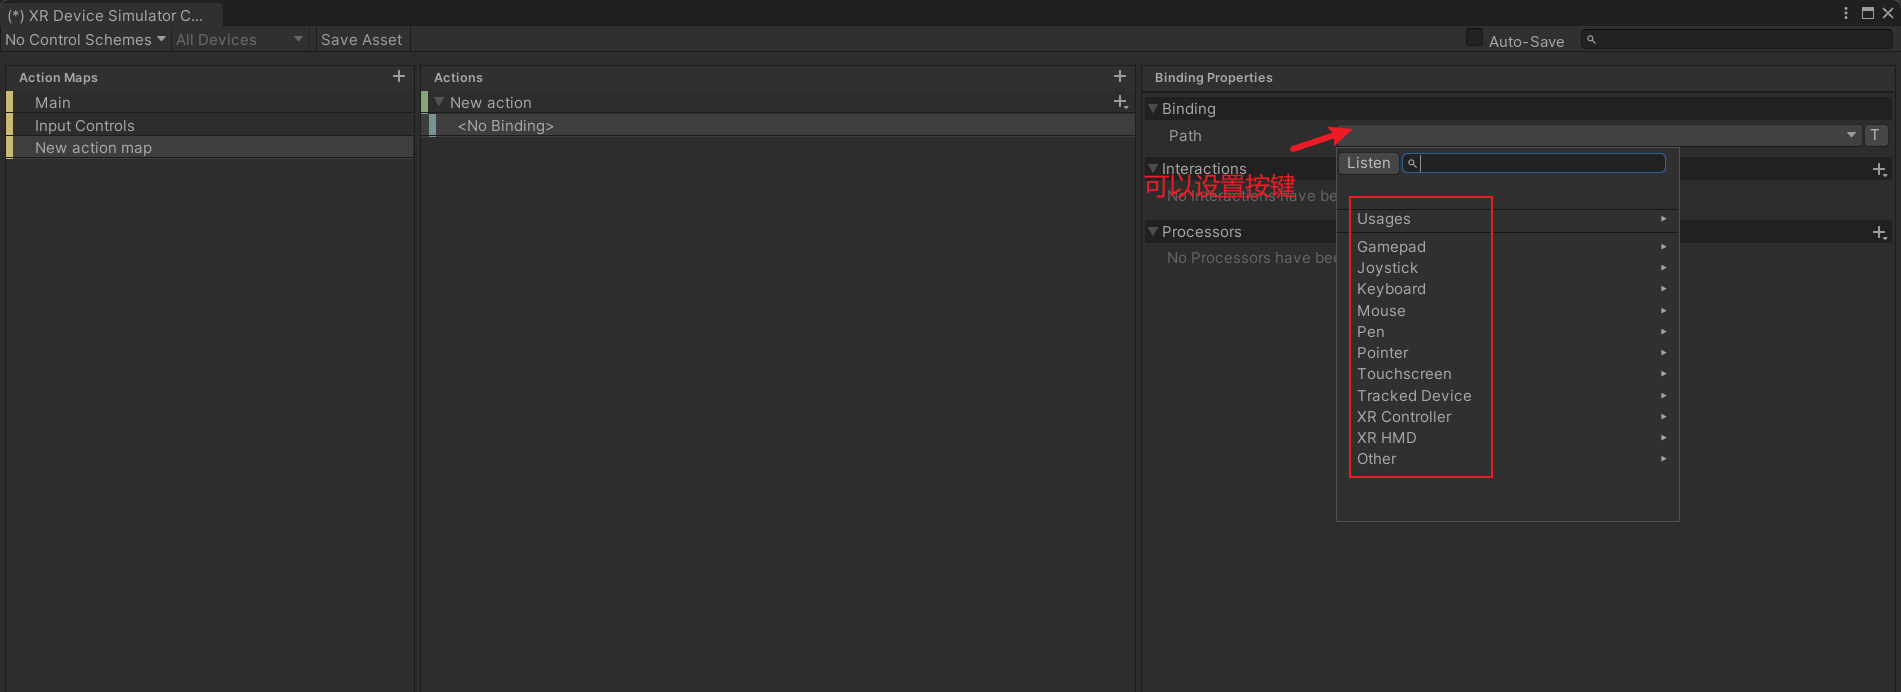 (*) XR Device Simulator C...
No Control Schemes All Devices Save Asset Auto-Save
Action Maps
Main
Input Controls
New action map
Actions
New action
<No Binding>
Binding Properties
Binding
Path T
Listen
Interactions
可以设置按键
No Interactions have be
Processors
No Processors have bee
Usages
Gamepad
Joystick
Keyboard
Mouse
Pen
Pointer
Touchscreen
Tracked Device
XR Controller
XR HMD
Other